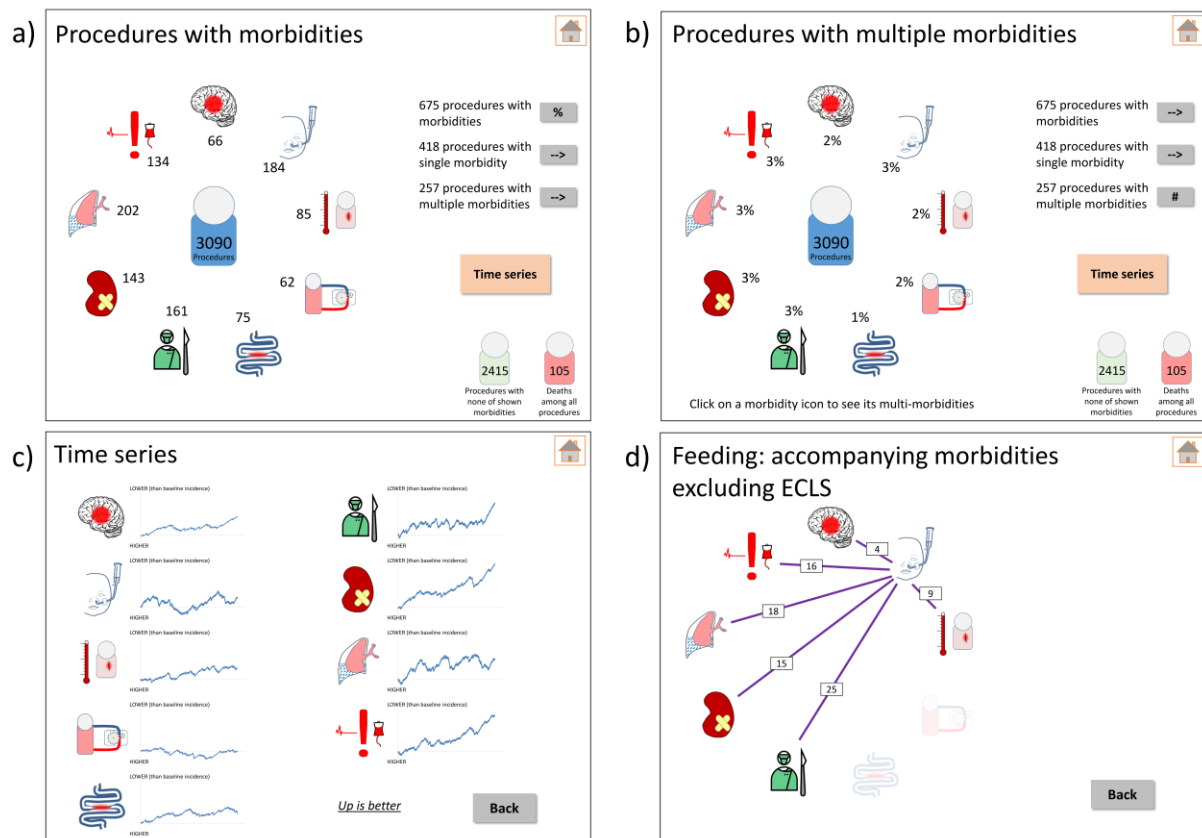 a) Procedures with morbidities
66
134
184
202
85
3090
Procedures
143
62
161
75
675 procedures with
morbidities
%
418 procedures with
single morbidity
-->
257 procedures with
multiple morbidities
-->
Time series
2415
Procedures with
none of shown
morbidities
105
Deaths
among all
procedures
b) Procedures with multiple morbidities
2%
3%
3%
3%
2%
3090
Procedures
3%
2%
3%
1%
675 procedures with
morbidities
-->
418 procedures with
single morbidity
-->
257 procedures with
multiple morbidities
#
Time series
2415
Procedures with
none of shown
morbidities
105
Deaths
among all
procedures
Click on a morbidity icon to see its multi-morbidities
c) Time series
LOWER (than baseline incidence)
HIGHER
LOWER (than baseline incidence)
HIGHER
LOWER (than baseline incidence)
HIGHER
LOWER (than baseline incidence)
HIGHER
LOWER (than baseline incidence)
HIGHER
LOWER (than baseline incidence)
HIGHER
LOWER (than baseline incidence)
HIGHER
LOWER (than baseline incidence)
HIGHER
LOWER (than baseline incidence)
HIGHER
Up is better
Back
d) Feeding: accompanying morbidities
excluding ECLS
4
16
9
18
15
25
Back